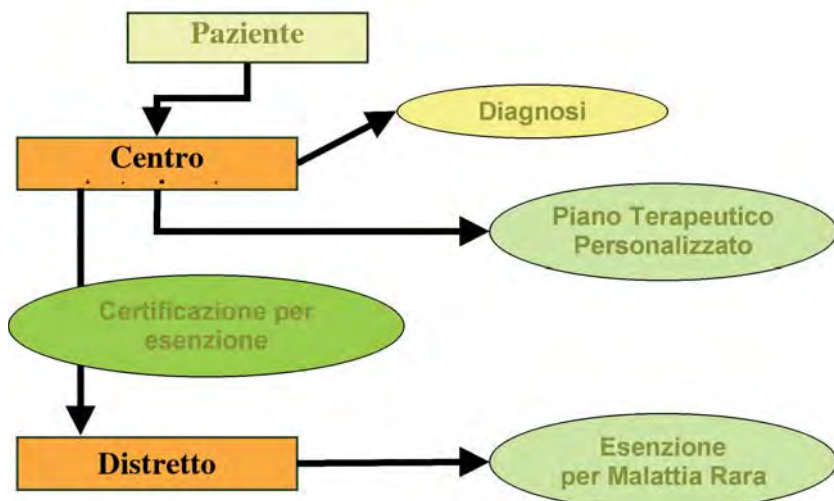 Paziente
Diagnosi
Centro
Piano Terapeutico
Personalizzato
Certificazione per
esenzione
Distretto
Esenzione
per Malattia Rara